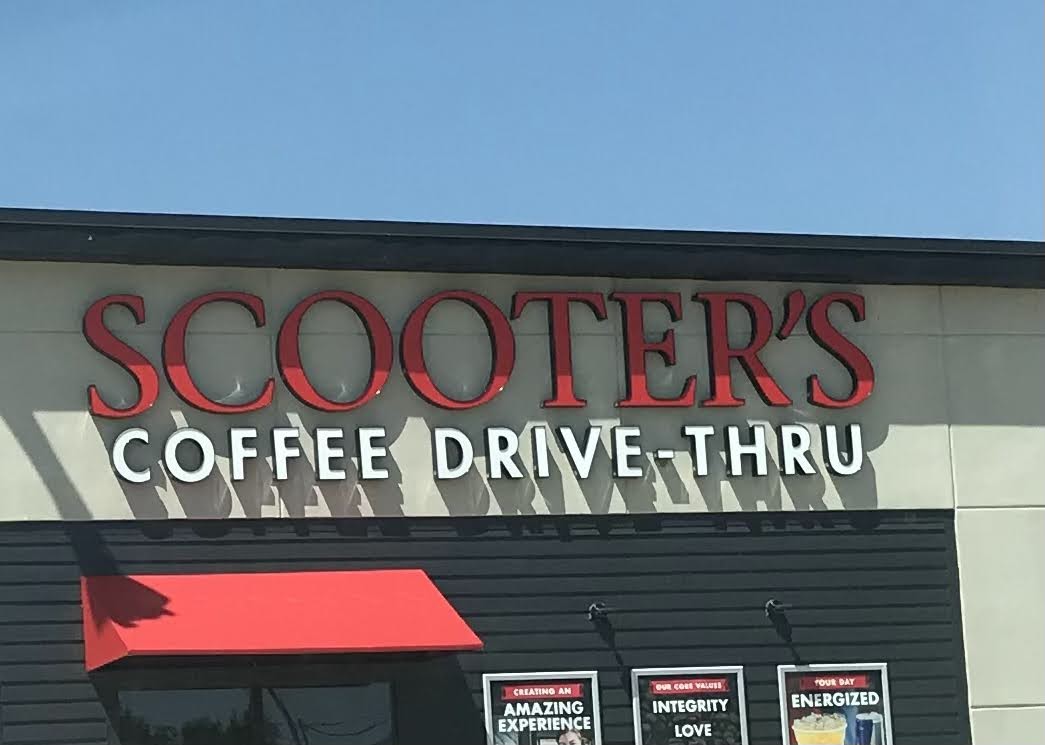 SCOOTER'S
COFFEE DRIVE-THRU
CREATING AN
AMAZING
EXPERIENCE
OUR CORE VALUES
INTEGRITY
LOVE
YOUR DAY
ENERGIZED